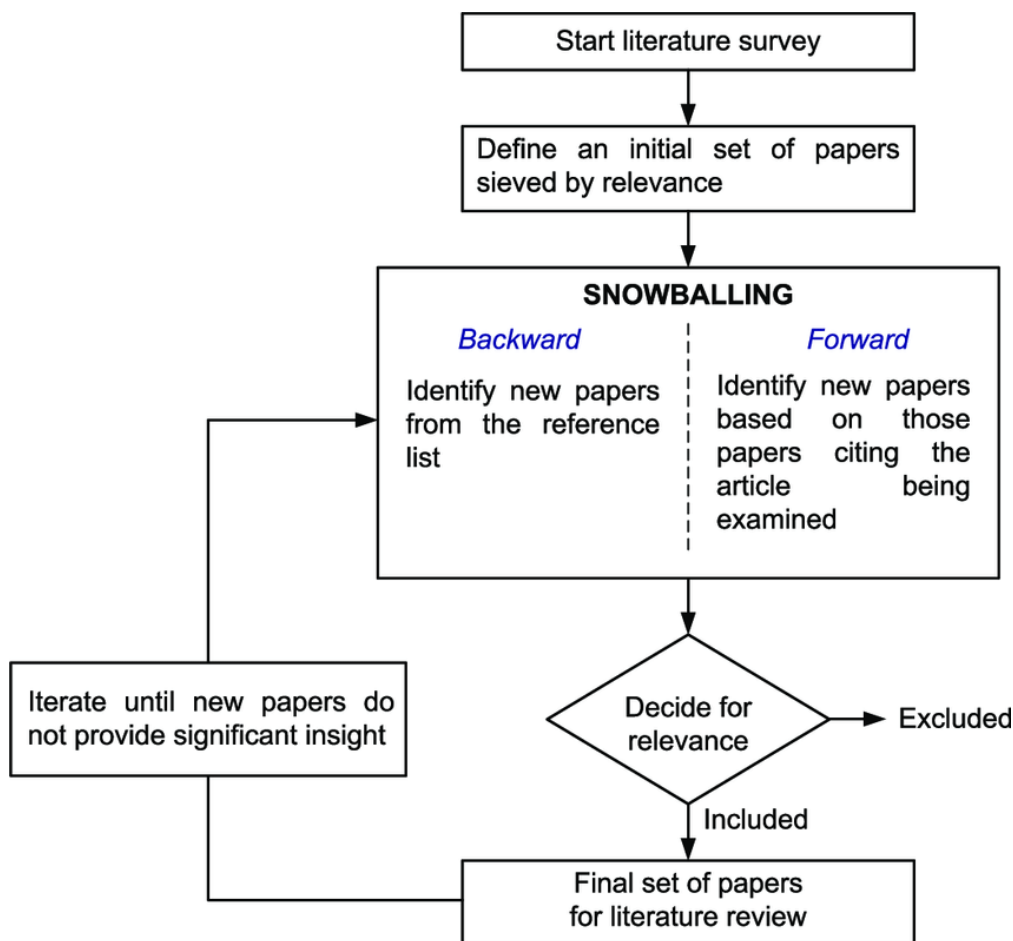 Start literature survey
Define an initial set of papers
sieved by relevance
SNOWBALLING
Backward
Identify new papers
from the reference
list
Forward
Identify new papers
based on those
papers citing the
article being
examined
Iterate until new papers do
not provide significant insight
Decide for
relevance
Excluded
Included
Final set of papers
for literature review